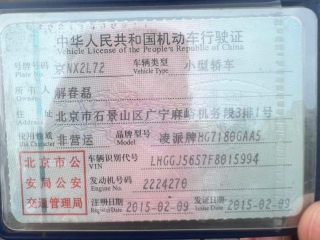 中华人民共和国机动车行驶证
Vehicle License of the People's Republic of China
号牌号码 京NX2L72 车辆类型 小型轿车
Plate No. Vehicle Type
所有人 解春磊
住址 北京市石景山区广宁麻峪机务段3排1号
Address
使用性质 非营运 品牌型号 凌派牌HG7180GAA5
Use Character Model
北京市公 车辆识别代号 LHGGJ5657F8015994
VIN
安局公安 发动机号码 2224270
Engine No.
交通管理局 注册日期 2015-02-09 发证日期 2015-02-09
Register Date Issue Date